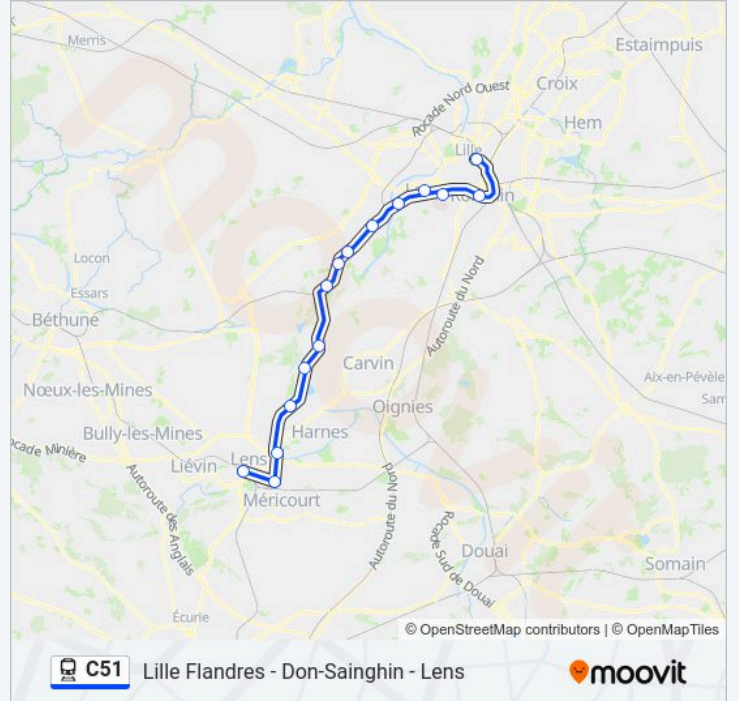 Merris
Estaimpuis
Croix
Rocade Nord Ouest
Hem
Lille
Locon
Essars
Béthune
Autoroute du Nord
Carvin
Aix-en-Pévèle
Nœux-les-Mines
Sam
Oignies
Harnes
Bully-les-Mines
ocade Minière
Liévin
Lens
Méricourt
Autoroute des Anglais
Autoroute du Nord
Rocade Sud de Douai
Douai
Somain
Écurie
© OpenStreetMap contributors | © OpenMapTiles
C51 Lille Flandres - Don-Sainghin - Lens
moovit